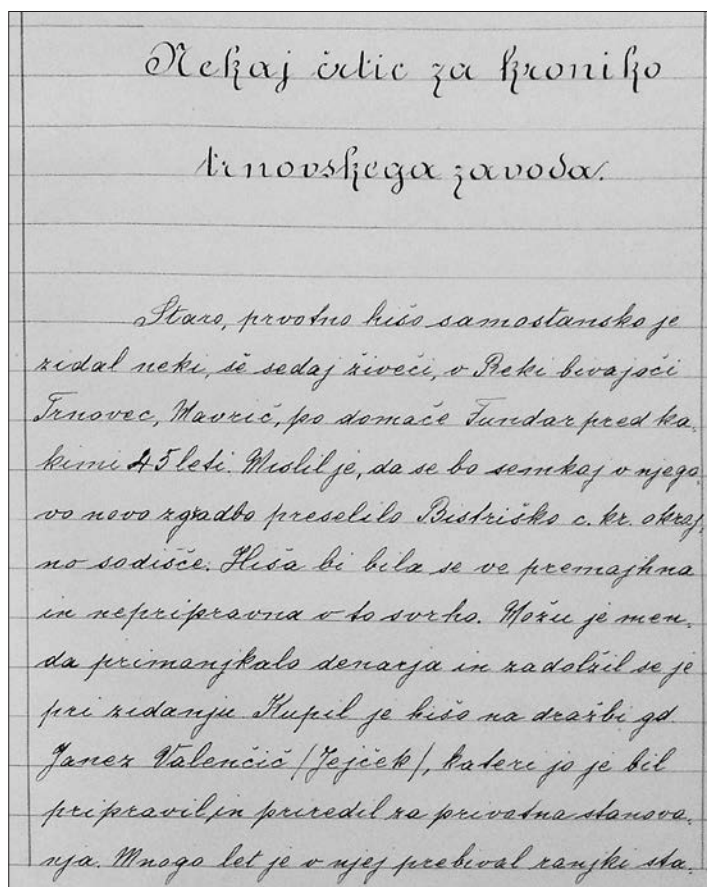 Nekaj črtic za kroniko
trnovskega zavoda.
Staro, prvotno hišo samostansko je
zidal neki, še sedaj živeči, v Reki bivajoči
Trnovec, Mavrič, po domače Fundar pred ka-
kimi 45 leti. Mislil je, da se bo semkaj v njego-
vo novo zgradbo preselilo Bistriško c. kr. okraj-
no sodišče. Hiša bi bila se ve premajhna
in nepripravna v to svrho. Možu je men-
da primanjkalo denarja in zadolžil se je
pri zidanju. Kupil je hišo na dražbi gd.
Janez Valenčič (Jejček), kateri jo je bil
pripravil in priredil za privatna stanova-
nja. Mnogo let je v njej prebival ranjki sta-